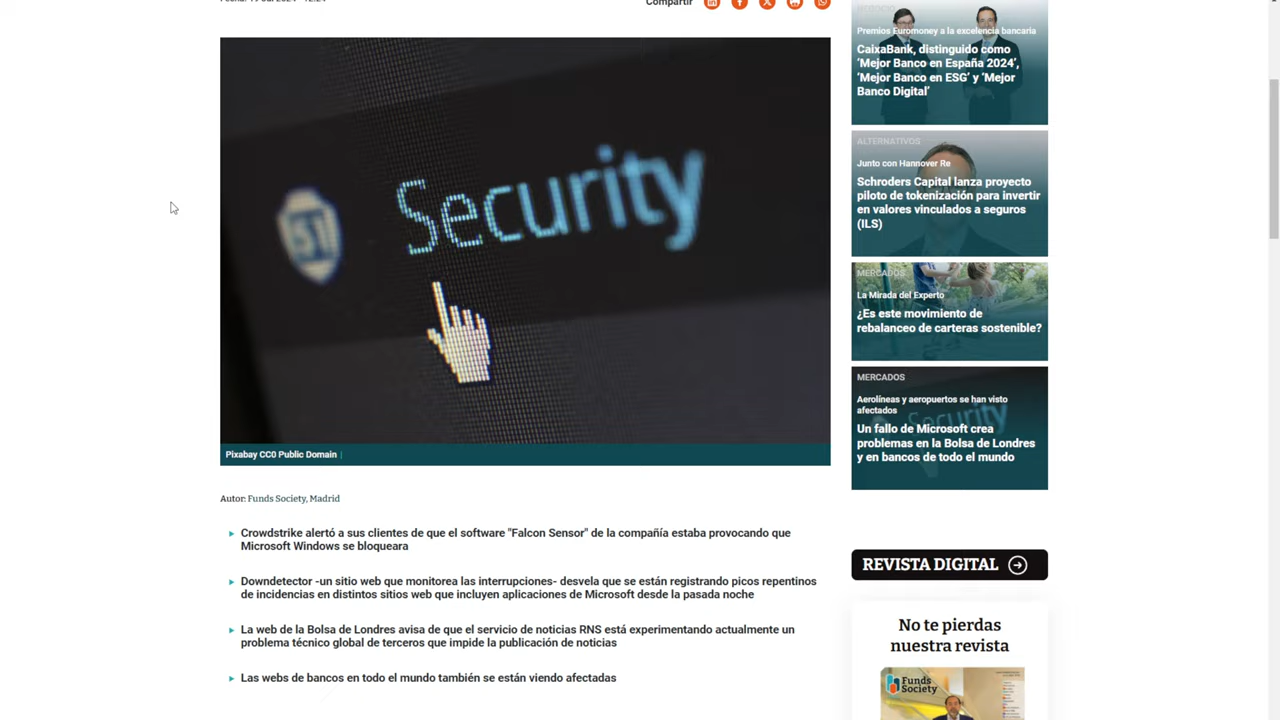 Compartir
Security
51
Pixabay CC0 Public Domain |
Autor: Funds Society, Madrid
Crowdstrike alertó a sus clientes de que el software "Falcon Sensor" de la compañía estaba provocando que
Microsoft Windows se bloqueara
Downdetector -un sitio web que monitorea las interrupciones- desvela que se están registrando picos repentinos
de incidencias en distintos sitios web que incluyen aplicaciones de Microsoft desde la pasada noche
La web de la Bolsa de Londres avisa de que el servicio de noticias RNS está experimentando actualmente un
problema técnico global de terceros que impide la publicación de noticias
Las webs de bancos en todo el mundo también se están viendo afectadas
NEGOCIO
Premios Euromoney a la excelencia bancaria
CaixaBank, distinguido como
‘Mejor Banco en España 2024’,
‘Mejor Banco en ESG’ y ‘Mejor
Banco Digital’
ALTERNATIVOS
Junto con Hannover Re
Schroders Capital lanza proyecto
piloto de tokenización para invertir
en valores vinculados a seguros
(ILS)
MERCADOS
La Mirada del Experto
¿Es este movimiento de
rebalanceo de carteras sostenible?
MERCADOS
Aerolíneas y aeropuertos se han visto
afectados
Un fallo de Microsoft crea
problemas en la Bolsa de Londres
y en bancos de todo el mundo
REVISTA DIGITAL
No te pierdas
nuestra revista
Funds
Society